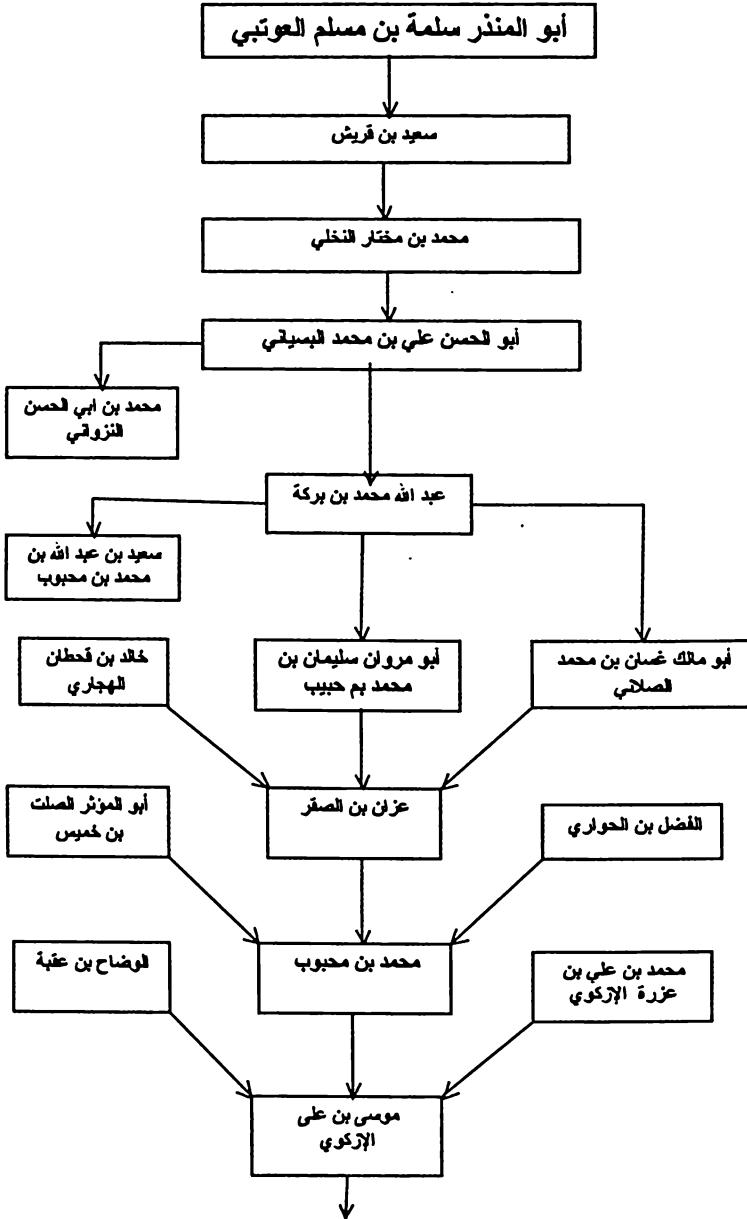 أبو المنذر سلمة بن مسلم العوتبي
سعيد بن قريش
محمد بن مختار النخلي
أبو الحسن علي بن محمد البسياني
محمد بن ابي الحسن
النزواني
عبد الله محمد بن بركة
سعيد بن عبد الله بن
محمد بن محبوب
أبو مالك غسان بن محمد
الصلاني
أبو مروان سليمان بن
محمد بم حبيب
خالد بن قحطان
الهجاري
عزان بن الصقر
الفضل بن الحواري
أبو المؤثر الصلت
بن خميس
محمد بن محبوب
محمد بن علي بن
عزرة الإزكوي
الوضاح بن عقبة
موسى بن على
الإزكوي